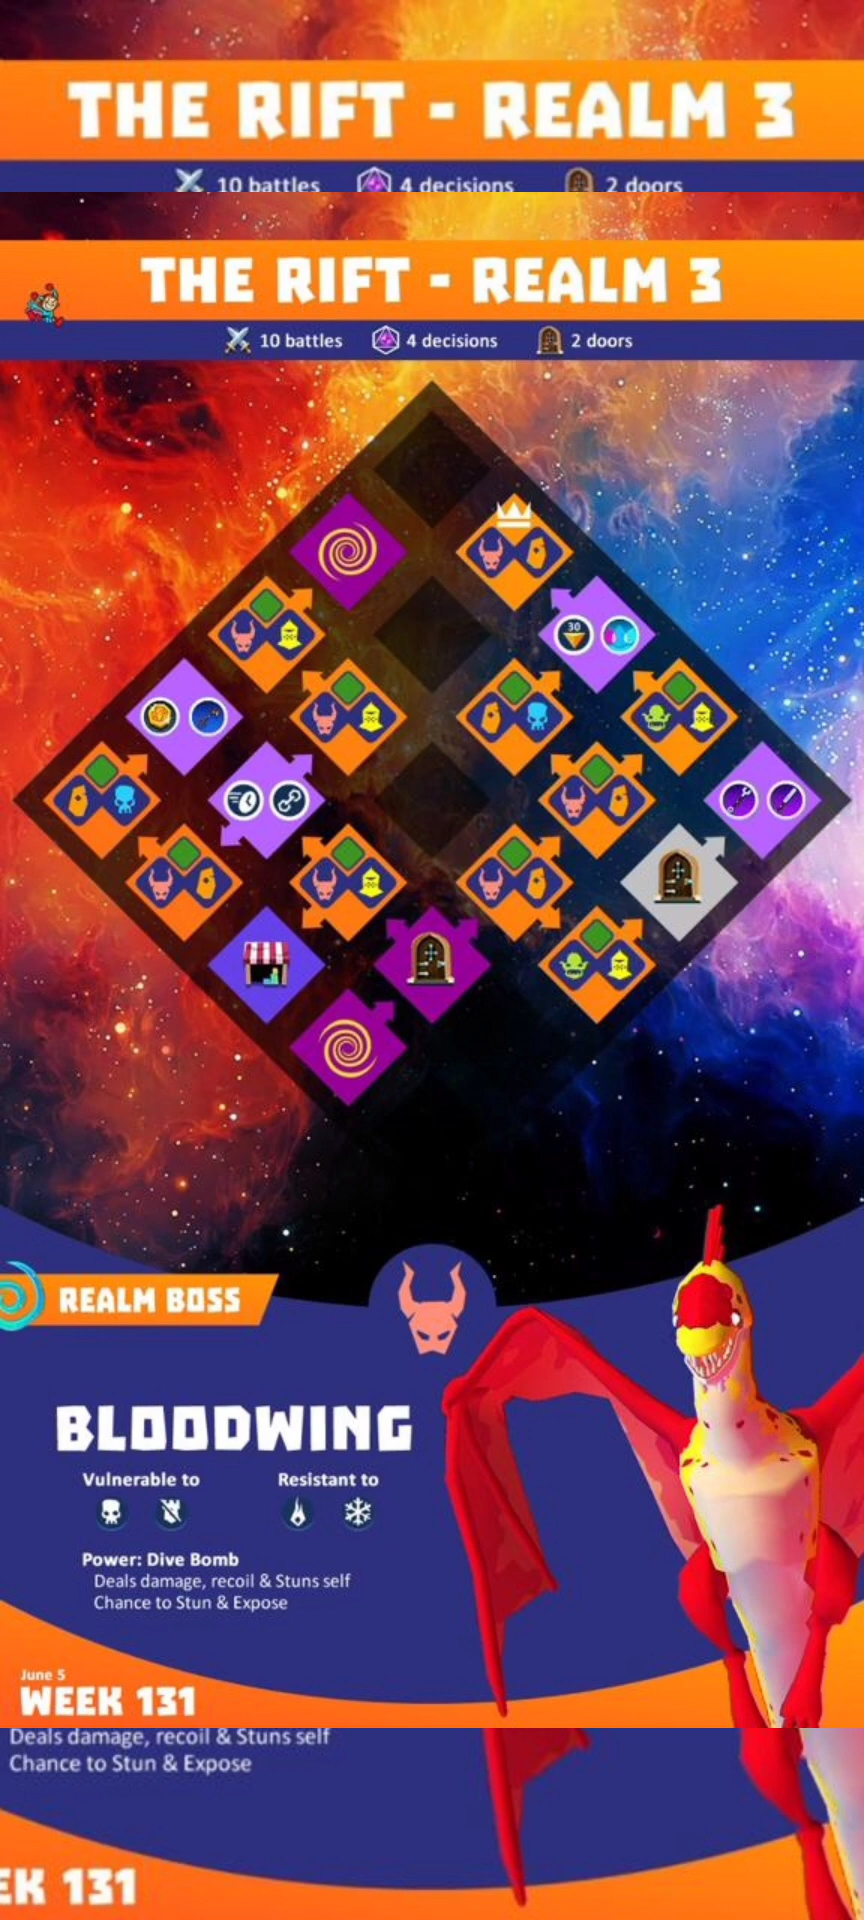 THE RIFT - REALM 3
10 battles 4 decisions 2 doors
THE RIFT - REALM 3
10 battles 4 decisions 2 doors
30
REALM BOSS
BLOODWING
Vulnerable to Resistant to
Power: Dive Bomb
Deals damage, recoil & Stuns self
Chance to Stun & Expose
June 5
WEEK 131
Deals damage, recoil & Stuns self
Chance to Stun & Expose
EK 131